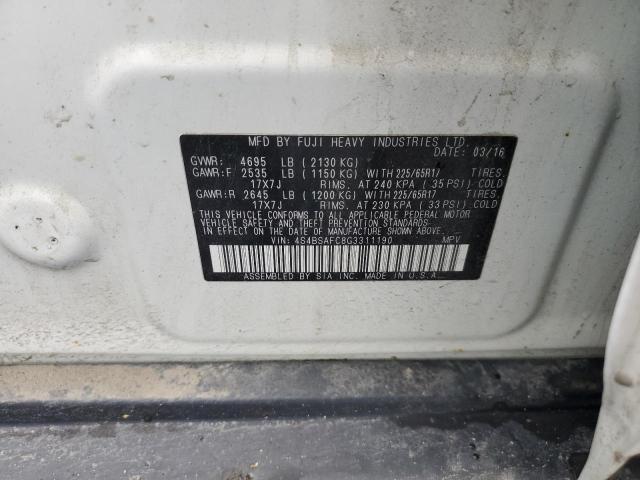 MFD BY FUJI HEAVY INDUSTRIES LTD.
DATE: 03/16
GVWR: 4695 LB ( 2130 KG)
GAWR:F 2535 LB ( 1150 KG) WITH 225/65R17 TIRES.
17X7J RIMS. AT 240 KPA ( 35 PSI) COLD
GAWR:R 2645 LB ( 1200 KG) WITH 225/65R17 TIRES.
17X7J RIMS. AT 230 KPA ( 33 PSI) COLD
THIS VEHICLE CONFORMS TO ALL APPLICABLE FEDERAL MOTOR
VEHICLE SAFETY AND THEFT PREVENTION STANDARDS IN
EFFECT ON THE DATE OF MANUFACTURE SHOWN ABOVE.
VIN: 4S4BSAFC8G3311190 MPV
ASSEMBLED BY SIA INC. MADE IN U.S.A.